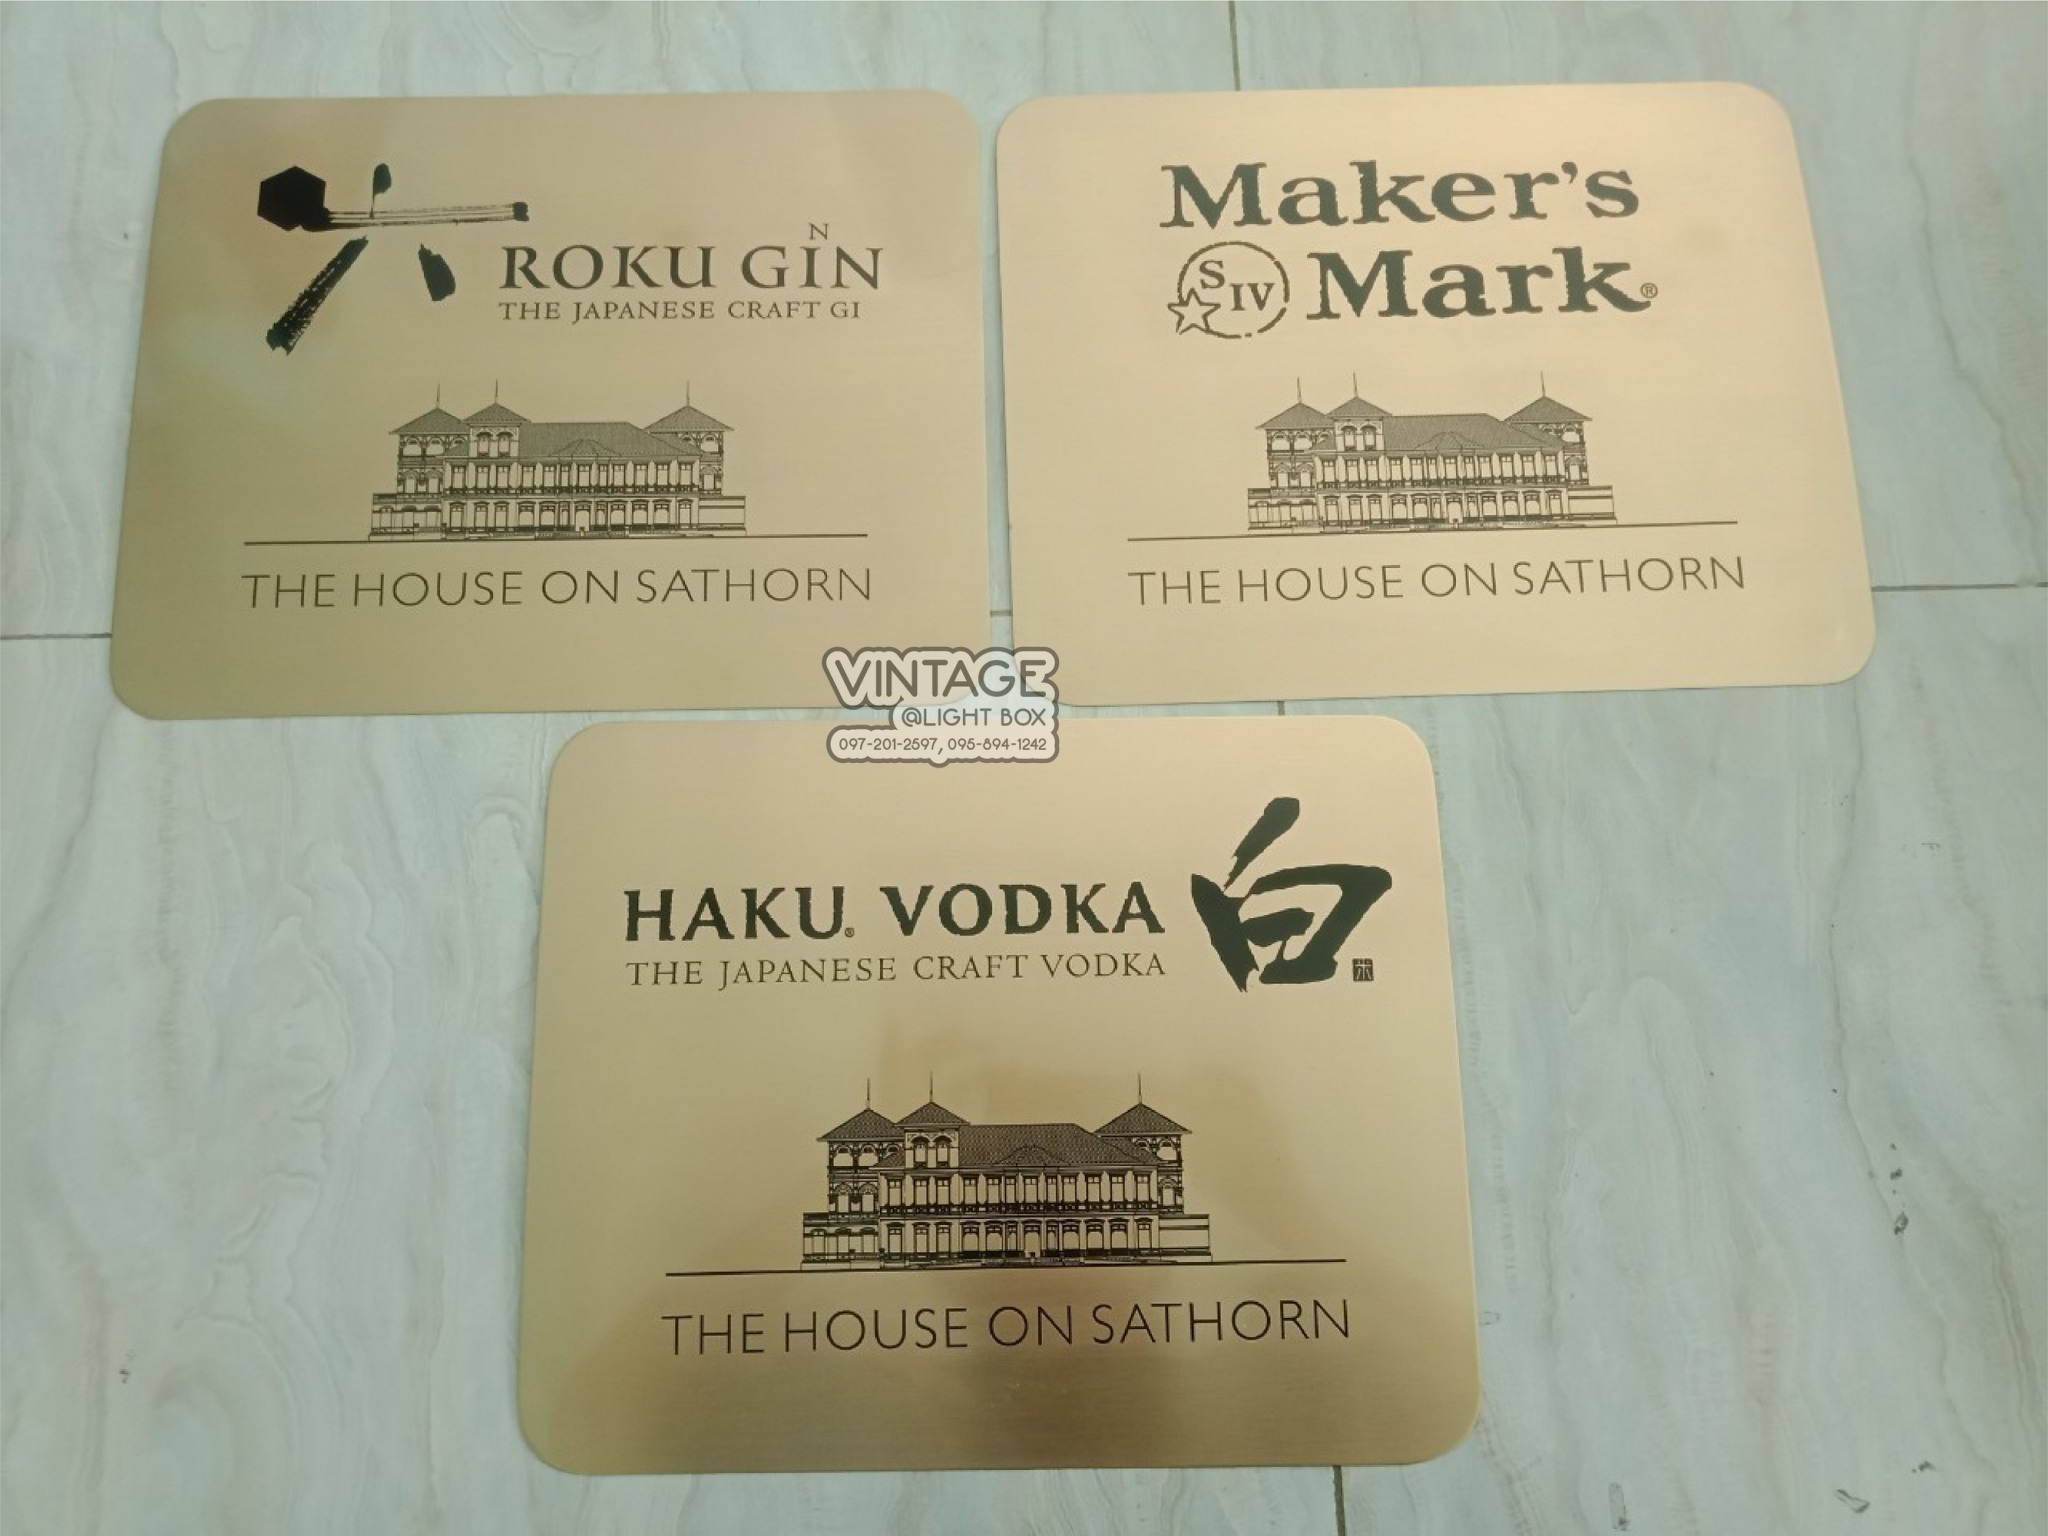 六
N
ROKU GIN
THE JAPANESE CRAFT GI
THE HOUSE ON SATHORN
Maker's
S IV Mark®
THE HOUSE ON SATHORN
VINTAGE
@LIGHT BOX
097-201-2597, 095-894-1242
HAKU® VODKA 白
THE JAPANESE CRAFT VODKA 六
THE HOUSE ON SATHORN